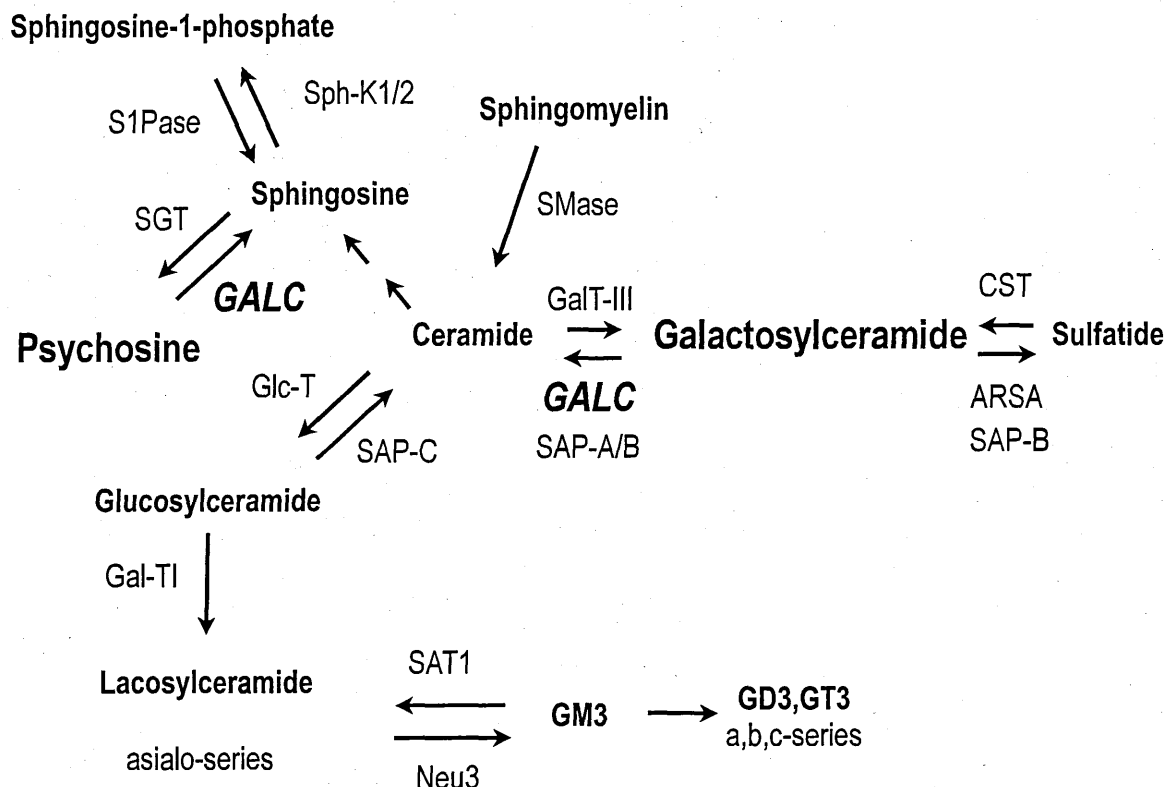 Sphingosine-1-phosphate
Sph-K1/2
S1Pase
Sphingomyelin
Sphingosine
SMase
SGT
GALC
GalT-III
CST
Psychosine
Ceramide
Galactosylceramide
Sulfatide
Glc-T
GALC
ARSA
SAP-C
SAP-A/B
SAP-B
Glucosylceramide
Gal-TI
SAT1
Lacosylceramide
GM3
GD3,GT3
a,b,c-series
asialo-series
Neu3